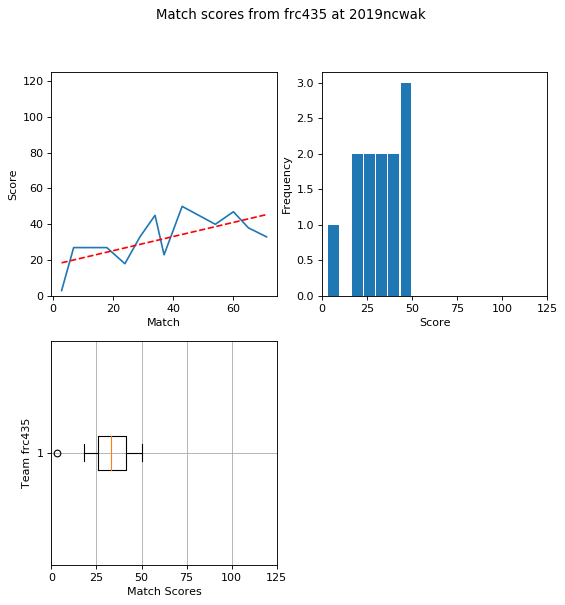 Match scores from frc435 at 2019ncwak
120
100
80
60
40
20
0
Score
0 20 40 60
Match
3.0
2.5
2.0
1.5
1.0
0.5
0.0
Frequency
0 25 50 75 100 125
Score
1
Team frc435
0 25 50 75 100 125
Match Scores